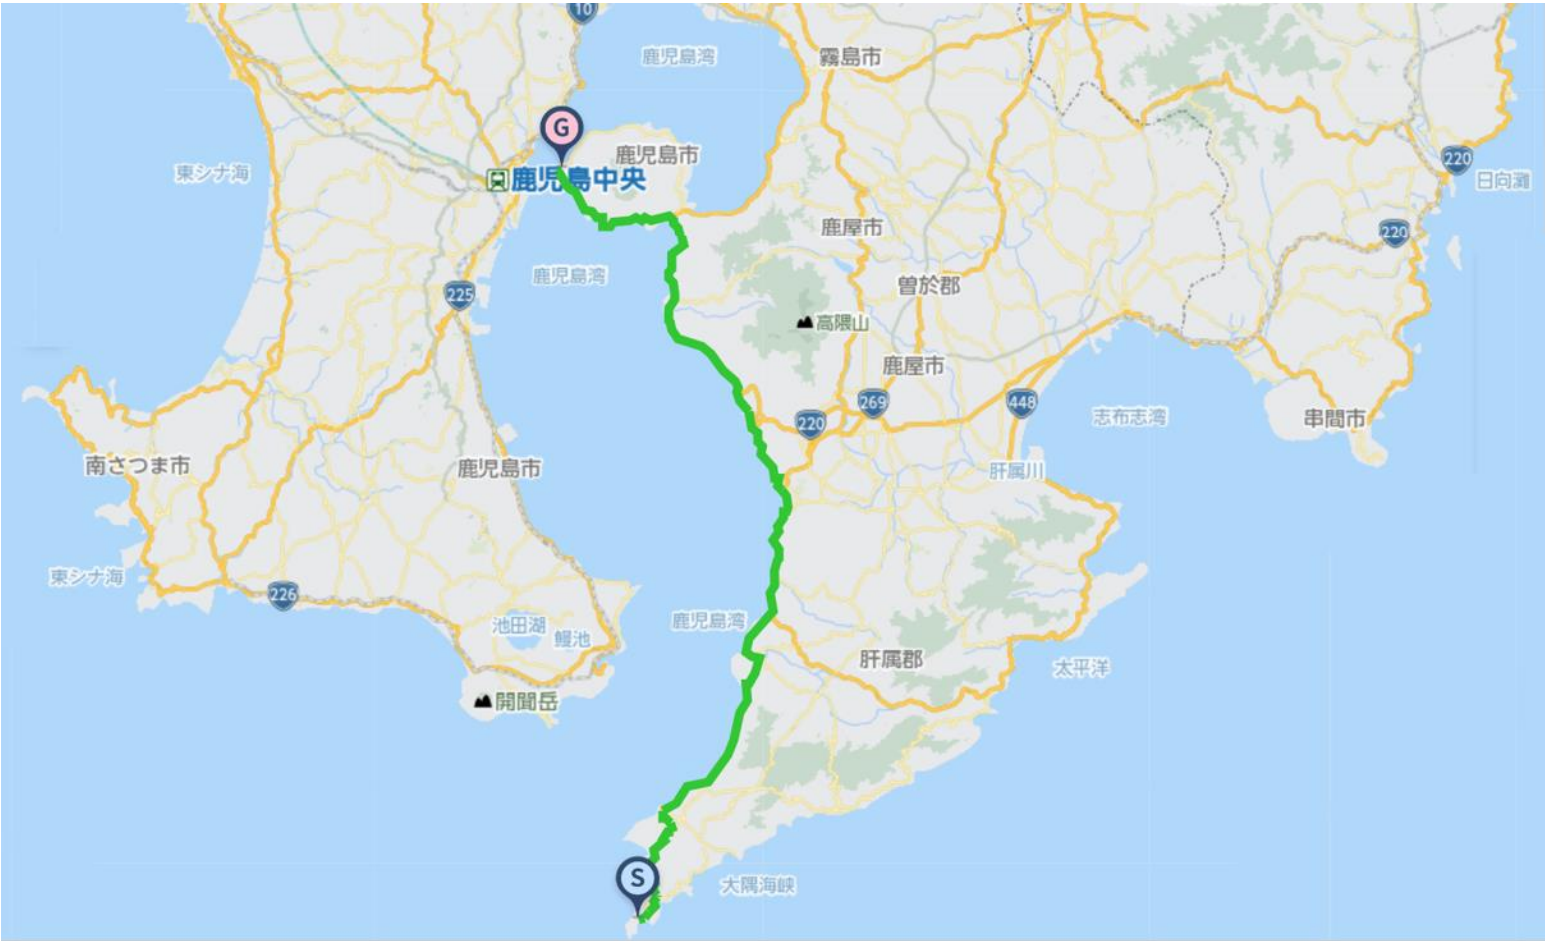 10
鹿児島湾
霧島市
G
鹿児島市
220
東シナ海
鹿児島中央
日向灘
鹿屋市
220
鹿児島湾
曽於郡
225
高隈山
鹿屋市
269
448
220
志布志湾
串間市
南さつま市
鹿児島市
肝属川
東シナ海
226
池田湖
鰻池
鹿児島湾
肝属郡
太平洋
開聞岳
S
大隅海峡